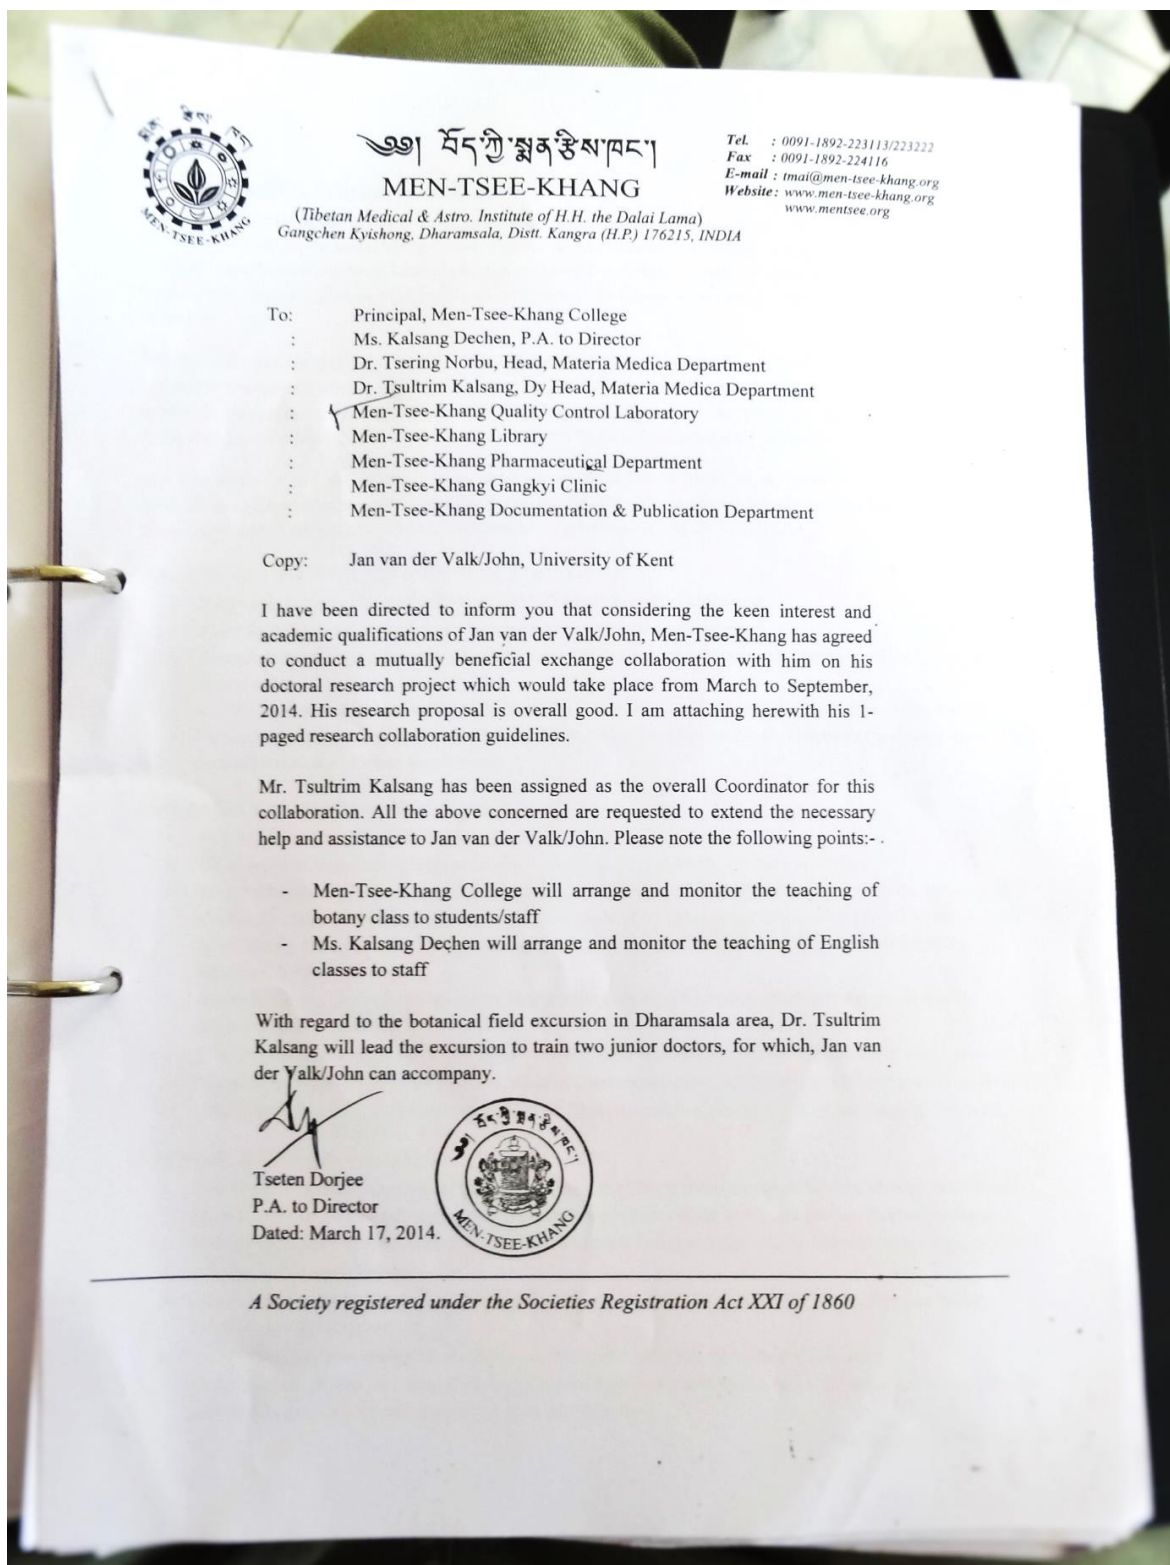 སྨན་ རྩིས་ ཁང་
MEN-TSEE-KHANG
༄༅། བོད་ཀྱི་སྨན་རྩིས་ཁང་།
MEN-TSEE-KHANG
(Tibetan Medical & Astro. Institute of H.H. the Dalai Lama)
Gangchen Kyishong, Dharamsala, Distt. Kangra (H.P.) 176215, INDIA
Tel. : 0091-1892-223113/223222
Fax : 0091-1892-224116
E-mail : tmai@men-tsee-khang.org
Website : www.men-tsee-khang.org
www.mentsee.org
To: Principal, Men-Tsee-Khang College
: Ms. Kalsang Dechen, P.A. to Director
: Dr. Tsering Norbu, Head, Materia Medica Department
: Dr. Tsultrim Kalsang, Dy Head, Materia Medica Department
: Men-Tsee-Khang Quality Control Laboratory
: Men-Tsee-Khang Library
: Men-Tsee-Khang Pharmaceutical Department
: Men-Tsee-Khang Gangkyi Clinic
: Men-Tsee-Khang Documentation & Publication Department
Copy: Jan van der Valk/John, University of Kent
I have been directed to inform you that considering the keen interest and
academic qualifications of Jan van der Valk/John, Men-Tsee-Khang has agreed
to conduct a mutually beneficial exchange collaboration with him on his
doctoral research project which would take place from March to September,
2014. His research proposal is overall good. I am attaching herewith his 1-
paged research collaboration guidelines.
Mr. Tsultrim Kalsang has been assigned as the overall Coordinator for this
collaboration. All the above concerned are requested to extend the necessary
help and assistance to Jan van der Valk/John. Please note the following points:-
- Men-Tsee-Khang College will arrange and monitor the teaching of
botany class to students/staff
- Ms. Kalsang Dechen will arrange and monitor the teaching of English
classes to staff
With regard to the botanical field excursion in Dharamsala area, Dr. Tsultrim
Kalsang will lead the excursion to train two junior doctors, for which, Jan van
der Valk/John can accompany.
Tseten Dorjee
P.A. to Director
Dated: March 17, 2014.
༄༅། བོད་ཀྱི་སྨན་རྩིས་ཁང་།
MEN-TSEE-KHANG
A Society registered under the Societies Registration Act XXI of 1860